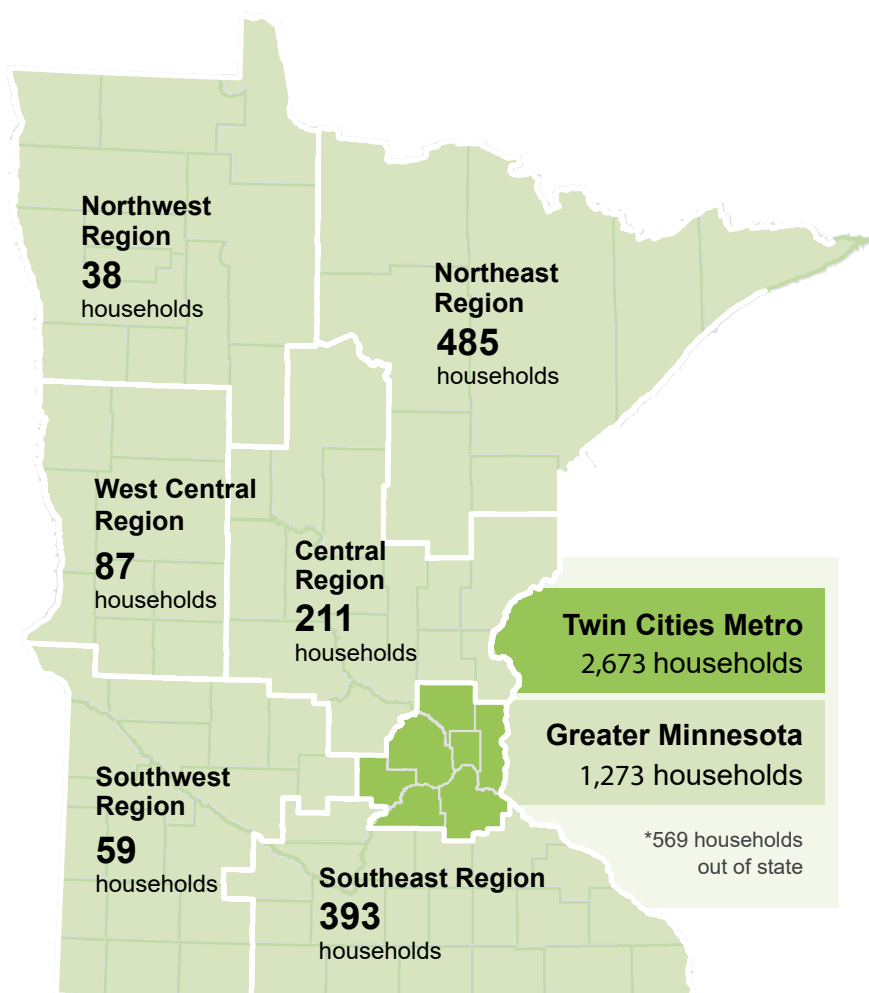 Northwest
Region
38
households
Northeast
Region
485
households
West Central
Region
87
households
Central
Region
211
households
Twin Cities Metro
2,673 households
Greater Minnesota
1,273 households
*569 households
out of state
Southwest
Region
59
households
Southeast Region
393
households